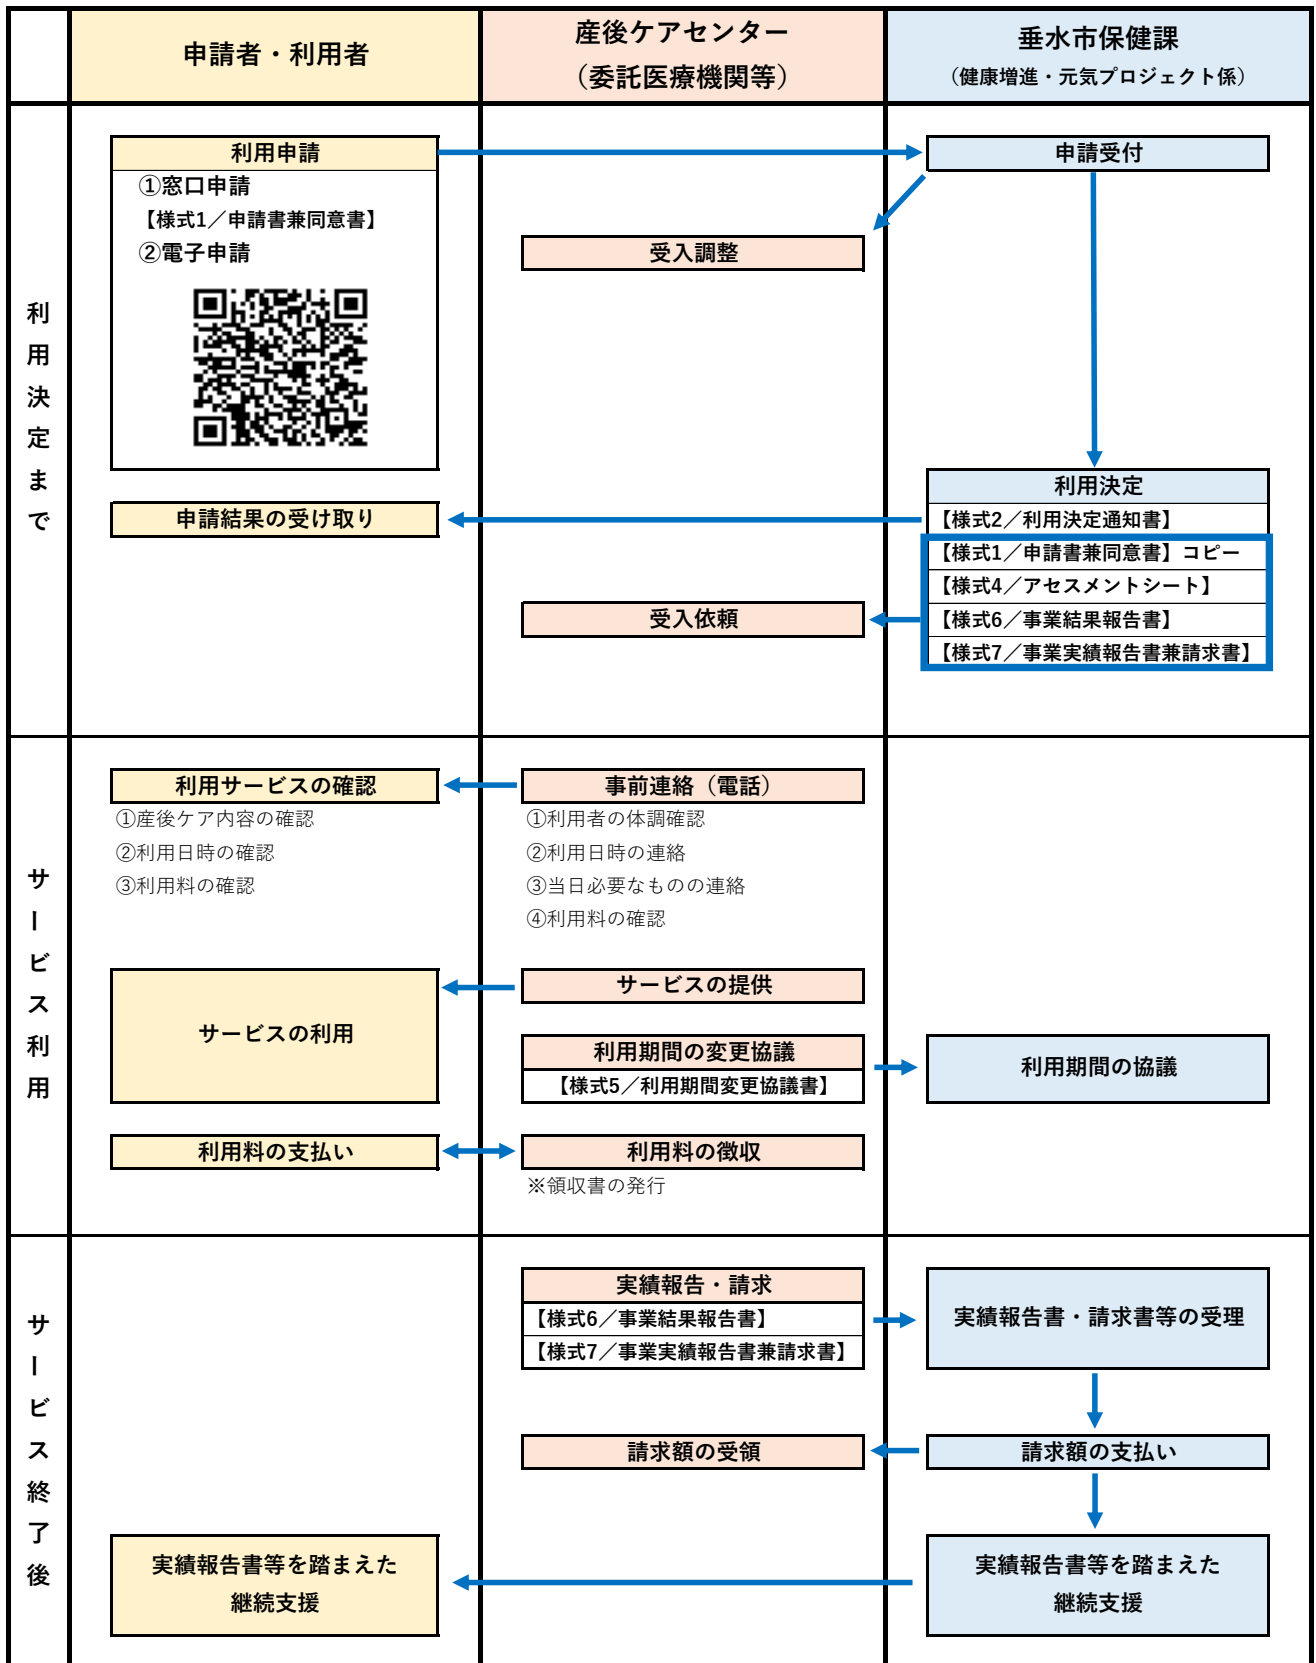 申請者・利用者
産後ケアセンター
（委託医療機関等）
垂水市保健課
（健康増進・元気プロジェクト係）
利用決定まで
利用申請
①窓口申請
【様式1／申請書兼同意書】
②電子申請
申請受付
受入調整
利用決定
【様式2／利用決定通知書】
申請結果の受け取り
【様式1／申請書兼同意書】コピー
【様式4／アセスメントシート】
【様式6／事業結果報告書】
【様式7／事業実績報告書兼請求書】
受入依頼
サービス利用
利用サービスの確認
①産後ケア内容の確認
②利用日時の確認
③利用料の確認
事前連絡（電話）
①利用者の体調確認
②利用日時の連絡
③当日必要なものの連絡
④利用料の確認
サービスの利用
サービスの提供
利用期間の変更協議
【様式5／利用期間変更協議書】
利用期間の協議
利用料の支払い
利用料の徴収
※領収書の発行
サービス終了後
実績報告・請求
【様式6／事業結果報告書】
【様式7／事業実績報告書兼請求書】
実績報告書・請求書等の受理
請求額の受領
請求額の支払い
実績報告書等を踏まえた
継続支援
実績報告書等を踏まえた
継続支援